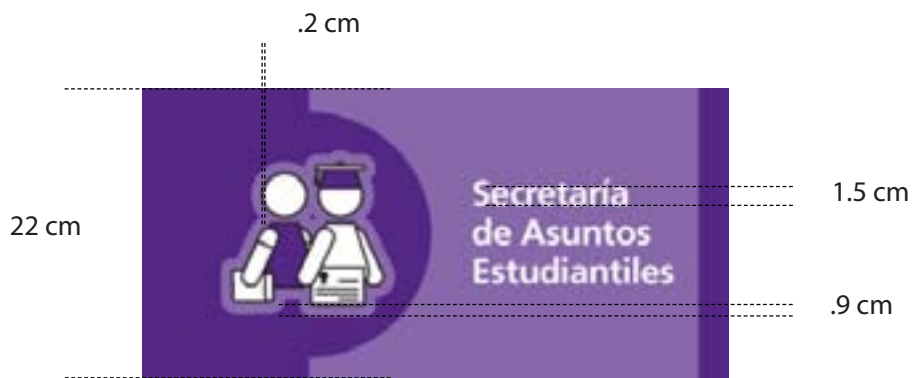 .2 cm
Secretaría
de Asuntos
Estudiantiles
1.5 cm
22 cm
.9 cm